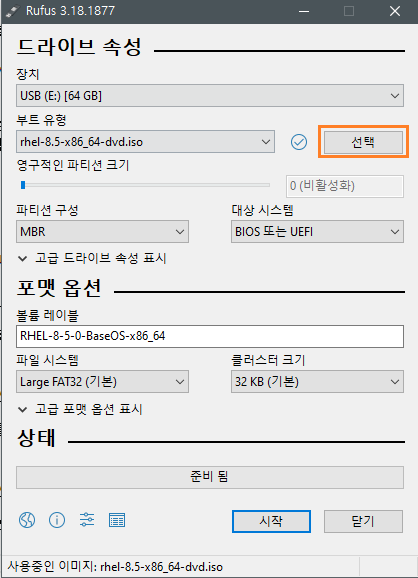 Rufus 3.18.1877
드라이브 속성
장치
USB (E:) [64 GB]
부트 유형
rhel-8.5-x86_64-dvd.iso
선택
영구적인 파티션 크기
0 (비활성화)
파티션 구성
대상 시스템
MBR
BIOS 또는 UEFI
고급 드라이브 속성 표시
포맷 옵션
볼륨 레이블
RHEL-8-5-0-BaseOS-x86_64
파일 시스템
클러스터 크기
Large FAT32 (기본)
32 KB (기본)
고급 포맷 옵션 표시
상태
준비 됨
시작
닫기
사용중인 이미지: rhel-8.5-x86_64-dvd.iso